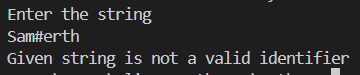 Enter the string
Sam#erth
Given string is not a valid identifier